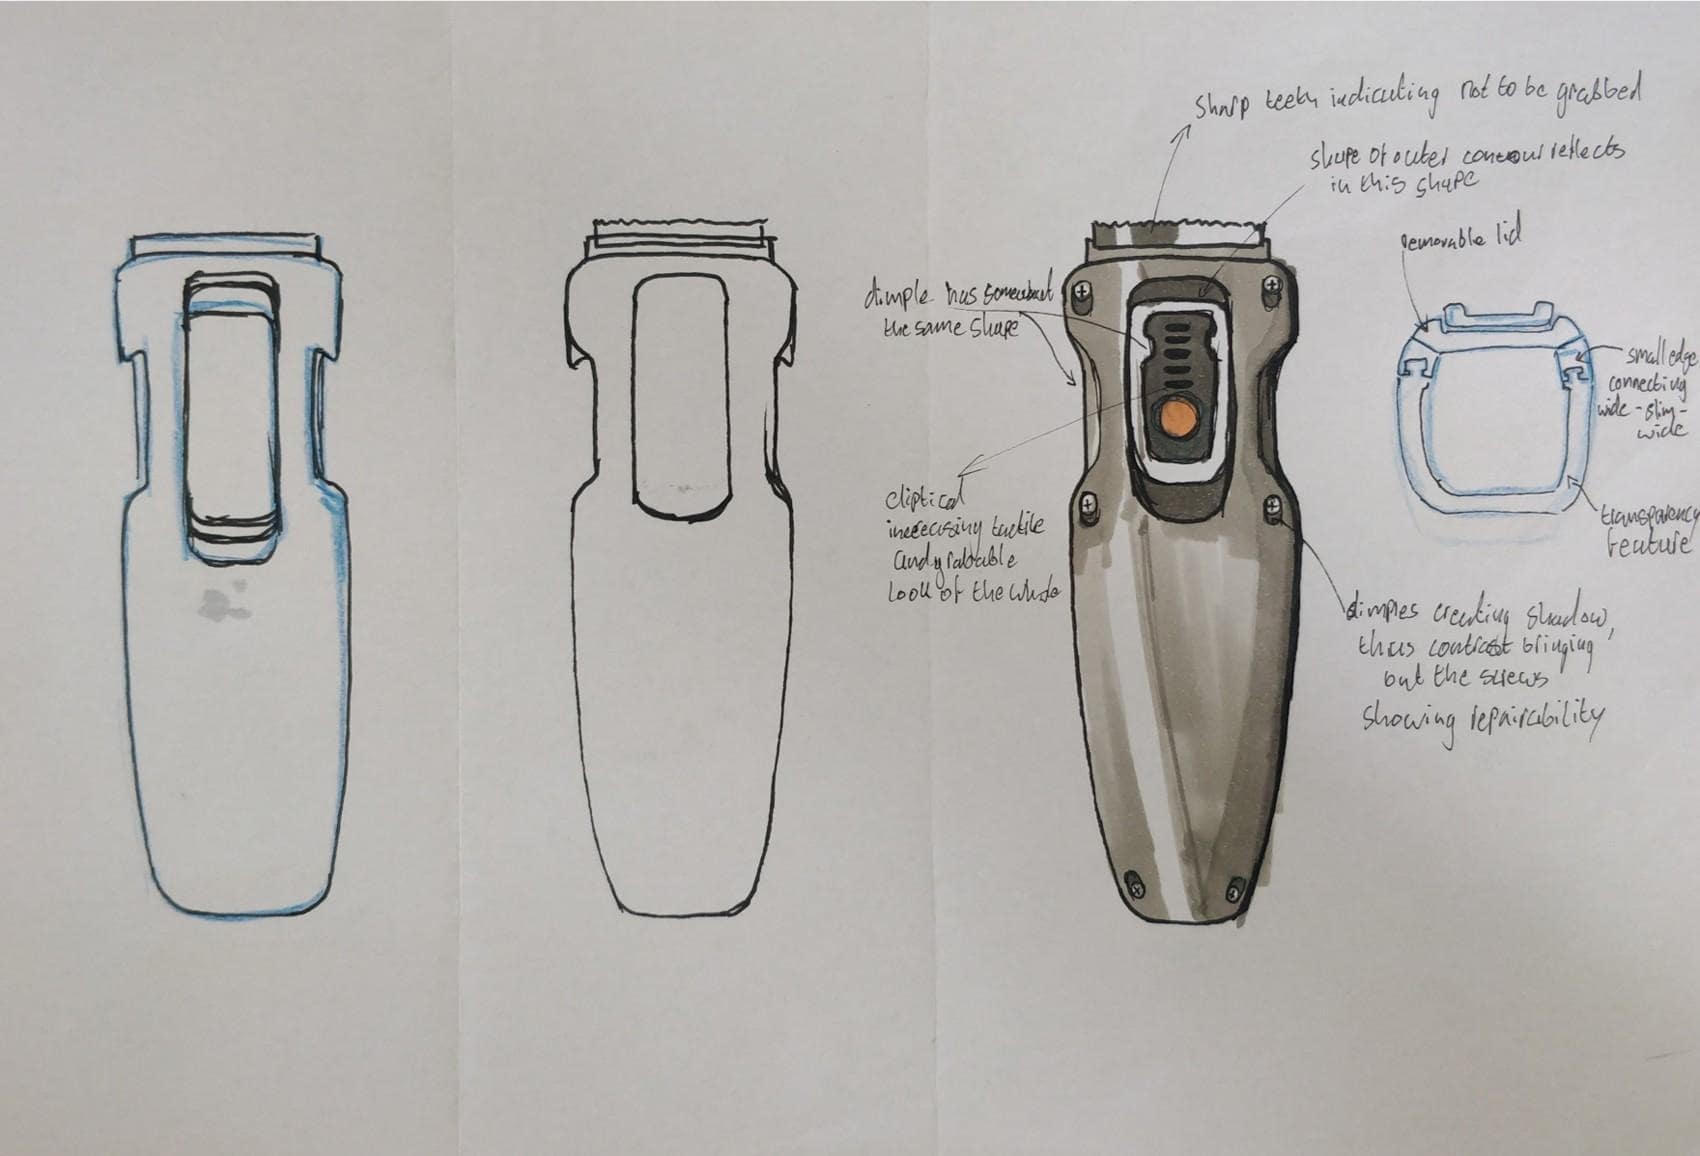 Sharp teeth indicating not to be grabbed
shape of outer contour reflects
in this shape
removable lid
dimple has somewhat
the same shape
small edge
connecting
wide - slim -
wide
eliptical
increasing tactile
and grabbable
look of the whole
transparency
feature
dimples creating shadow,
thus contrast bringing
out the screws
showing repairability